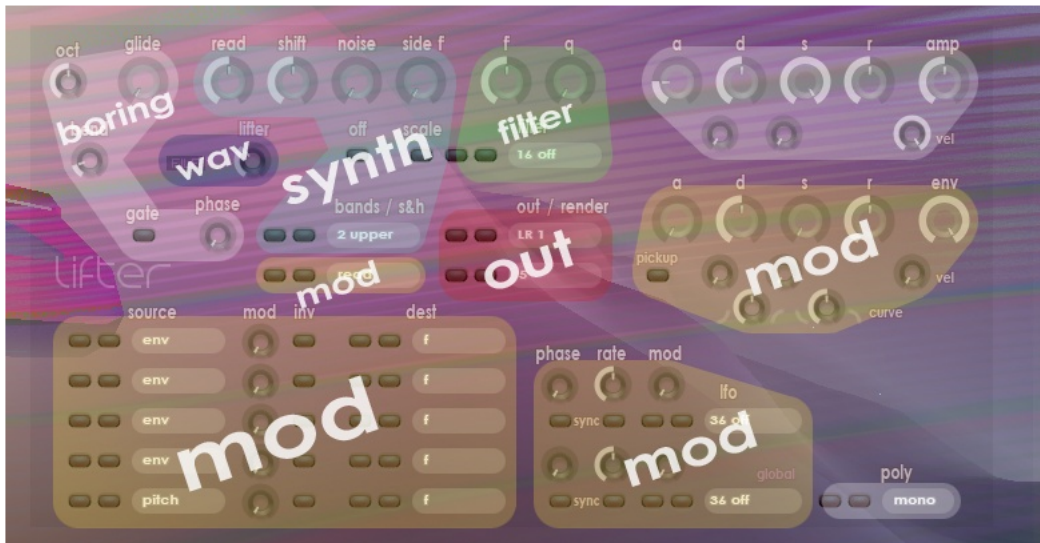 oct glide read shift noise side f f q a d s r amp
boring bend lifter off scale filter vel
wav synth 16 off
gate phase bands / s&h out / render a d s r env
2 upper LR 1
lifter mod out pickup mod vel
source mod inv dest curve
env f
phase rate mod
env f
lfo
env f sync 36 off
mod mod
env f global poly
pitch f sync 36 off mono